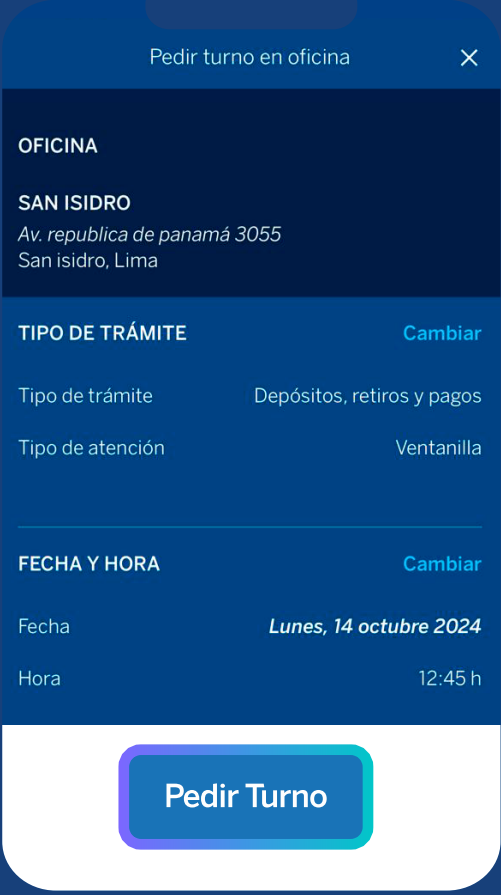 Pedir turno en oficina
OFICINA
SAN ISIDRO
Av. republica de panamá 3055
San isidro, Lima
TIPO DE TRÁMITE Cambiar
Tipo de trámite Depósitos, retiros y pagos
Tipo de atención Ventanilla
FECHA Y HORA Cambiar
Fecha Lunes, 14 octubre 2024
Hora 12:45 h
Pedir Turno